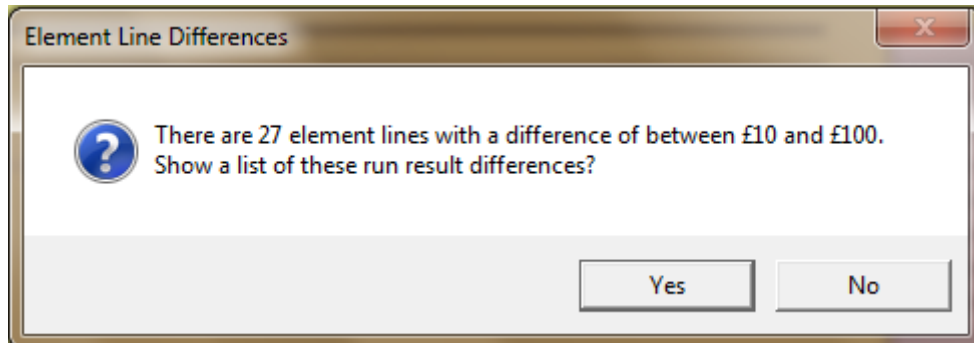 Element Line Differences
There are 27 element lines with a difference of between £10 and £100.
Show a list of these run result differences?
Yes
No